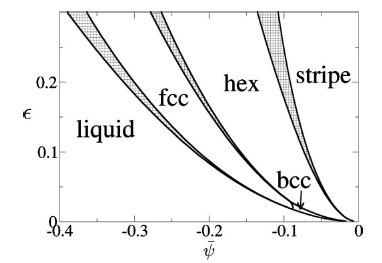 0.2
ϵ
0.1
0
liquid
fcc
hex
stripe
bcc
-0.4
-0.3
-0.2
-0.1
0
ψ̄